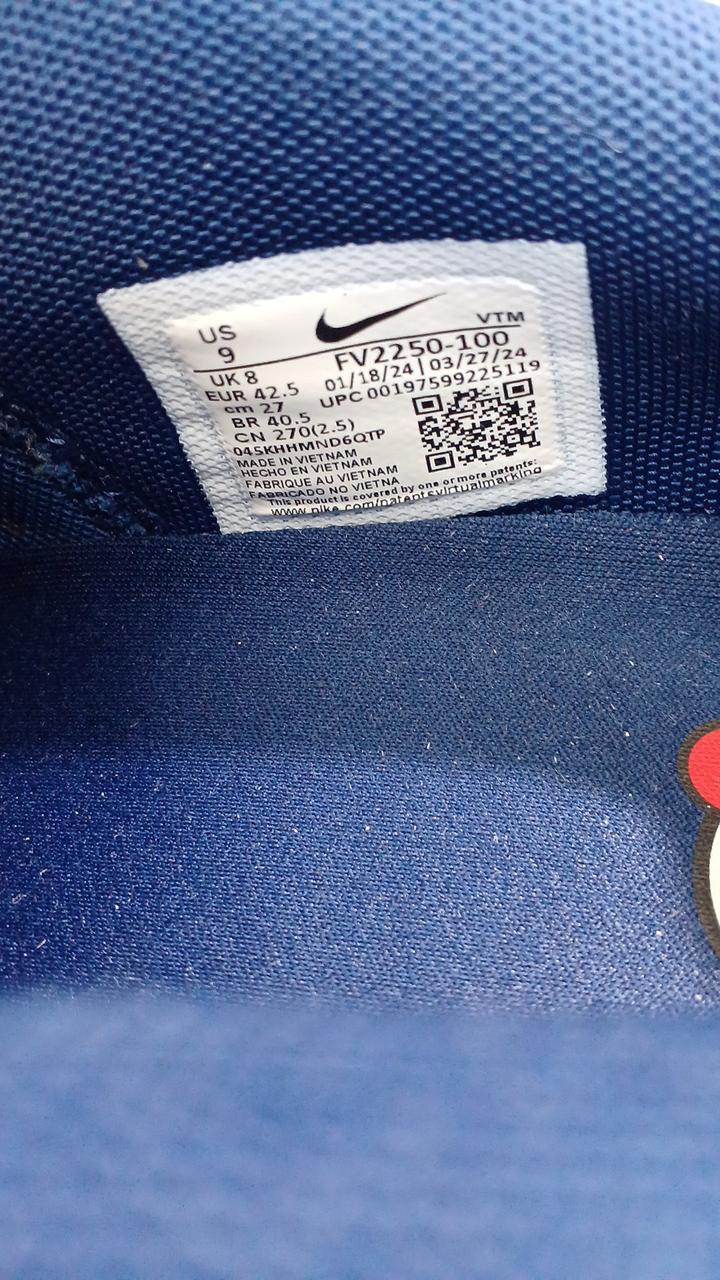 US
9
VTM
FV2250-100
01/18/24 | 03/27/24
UPC 00197599225119
UK 8
EUR 42.5
cm 27
BR 40.5
CN 270(2.5)
045KHHMND6QTP
MADE IN VIETNAM
HECHO EN VIETNAM
FABRIQUE AU VIETNAM
FABRICADO NO VIETNA
This product is covered by one or more patents:
www.nike.com/patentsvirtualmarking